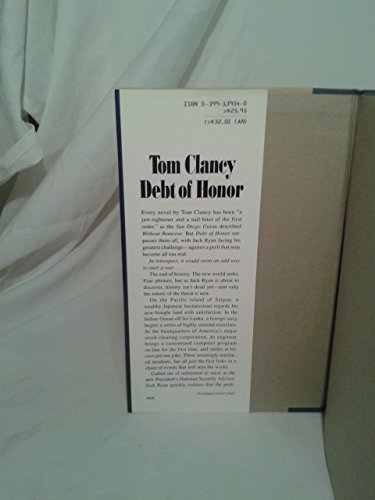 ISBN 0-399-13954-0
>$25.95
(>$32.50 CAN)
Tom Clancy
Debt of Honor
Every novel by Tom Clancy has been "a
jaw-tightener and a nail-biter of the first
order," as the San Diego Union described
Without Remorse. But Debt of Honor sur-
passes them all, with Jack Ryan facing his
greatest challenge—against a peril that may
become all too real.
In retrospect, it would seem an odd way
to start a war . . .
The end of history. The new world order.
Fine phrases, but as Jack Ryan is about to
discover, history isn't dead yet—and only
the nature of the threat is new.
On the Pacific island of Saipan, a
wealthy Japanese businessman regards his
new-bought land with satisfaction. In the
Indian Ocean off Sri Lanka, a foreign navy
begins a series of highly unusual exercises.
At the headquarters of America's major
stock-clearing corporation, an engineer
brings a customized computer program
on-line for the first time, and smiles at his
own private joke. Three seemingly unrelat-
ed incidents, but all just the first links in a
chain of events that will stun the world.
Called out of retirement to serve as the
new President's National Security Advisor,
Jack Ryan quickly realizes that the prob-
(Continued on back flap)